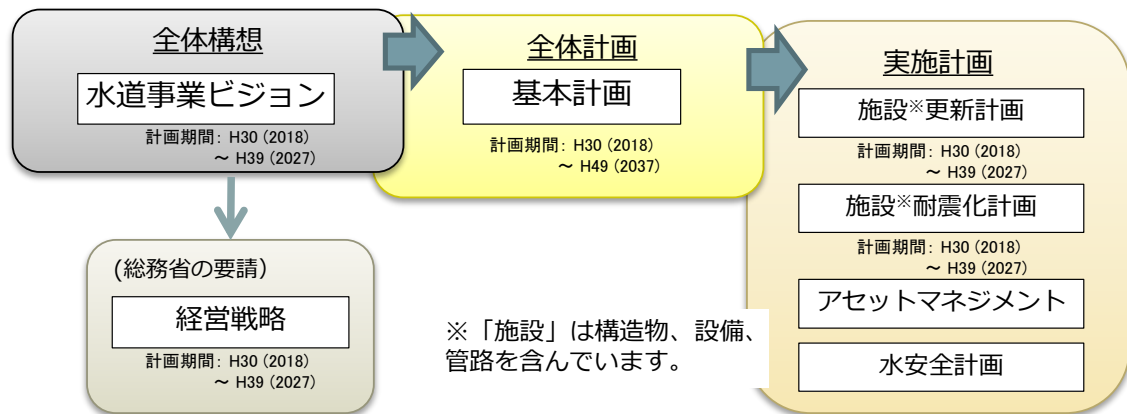 全体構想
水道事業ビジョン
計画期間： H30 (2018)
～ H39 (2027)
全体計画
基本計画
計画期間： H30 (2018)
～ H49 (2037)
実施計画
施設※更新計画
計画期間： H30 (2018)
～ H39 (2027)
施設※耐震化計画
計画期間： H30 (2018)
～ H39 (2027)
アセットマネジメント
水安全計画
(総務省の要請）
経営戦略
計画期間： H30 (2018)
～ H39 (2027)
※「施設」は構造物、設備、
管路を含んでいます。